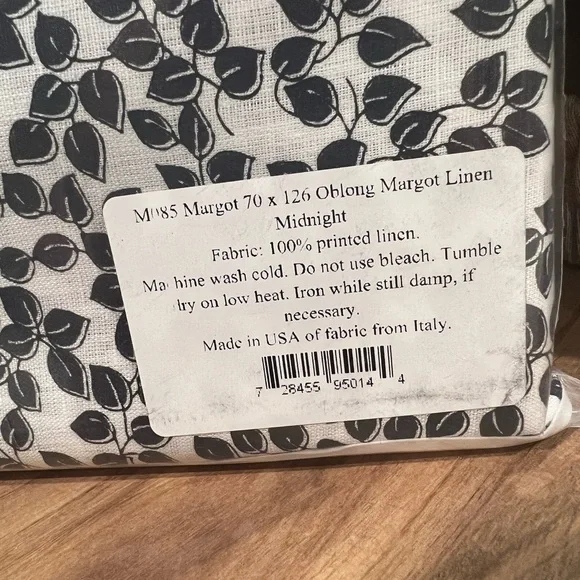 M085 Margot 70 x 126 Oblong Margot Linen
Midnight
Fabric: 100% printed linen.
Machine wash cold. Do not use bleach. Tumble
dry on low heat. Iron while still damp, if
necessary.
Made in USA of fabric from Italy.
7 28455 95014 4